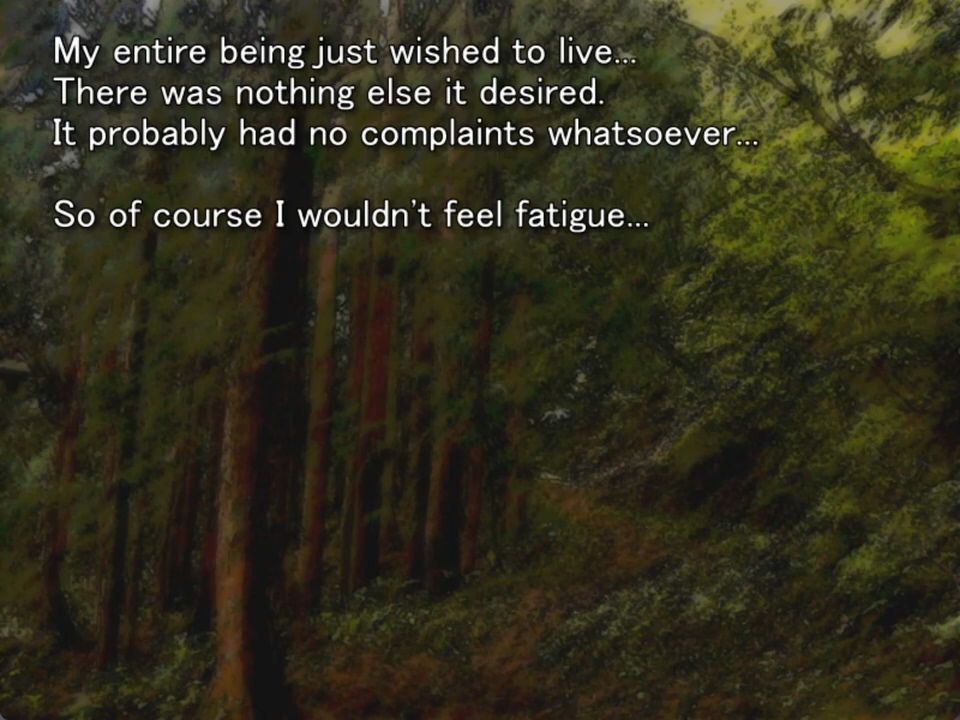 My entire being just wished to live...
There was nothing else it desired.
It probably had no complaints whatsoever...
So of course I wouldn't feel fatigue...